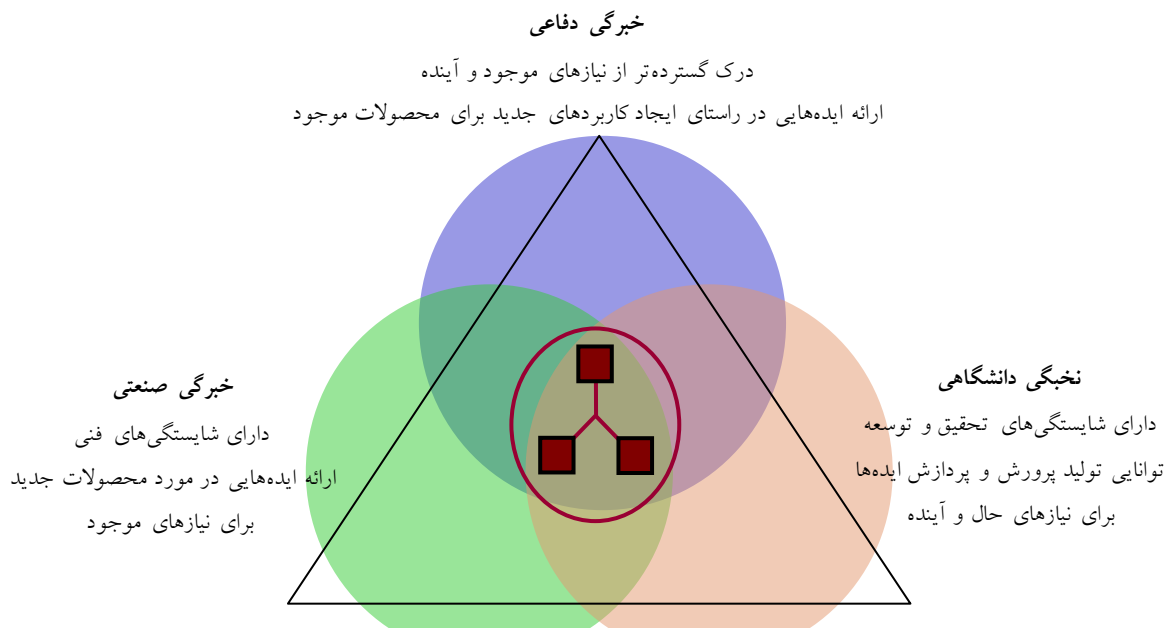 خبرگی دفاعی
درک گسترده‌تر از نیازهای موجود و آینده
ارائه ایده‌هایی در راستای ایجاد کاربردهای جدید برای محصولات موجود
نخبگی دانشگاهی
دارای شایستگی‌های تحقیق و توسعه
توانایی تولید پرورش و پردازش ایده‌ها
برای نیازهای حال و آینده
خبرگی صنعتی
دارای شایستگی‌های فنی
ارائه ایده‌هایی در مورد محصولات جدید
برای نیازهای موجود